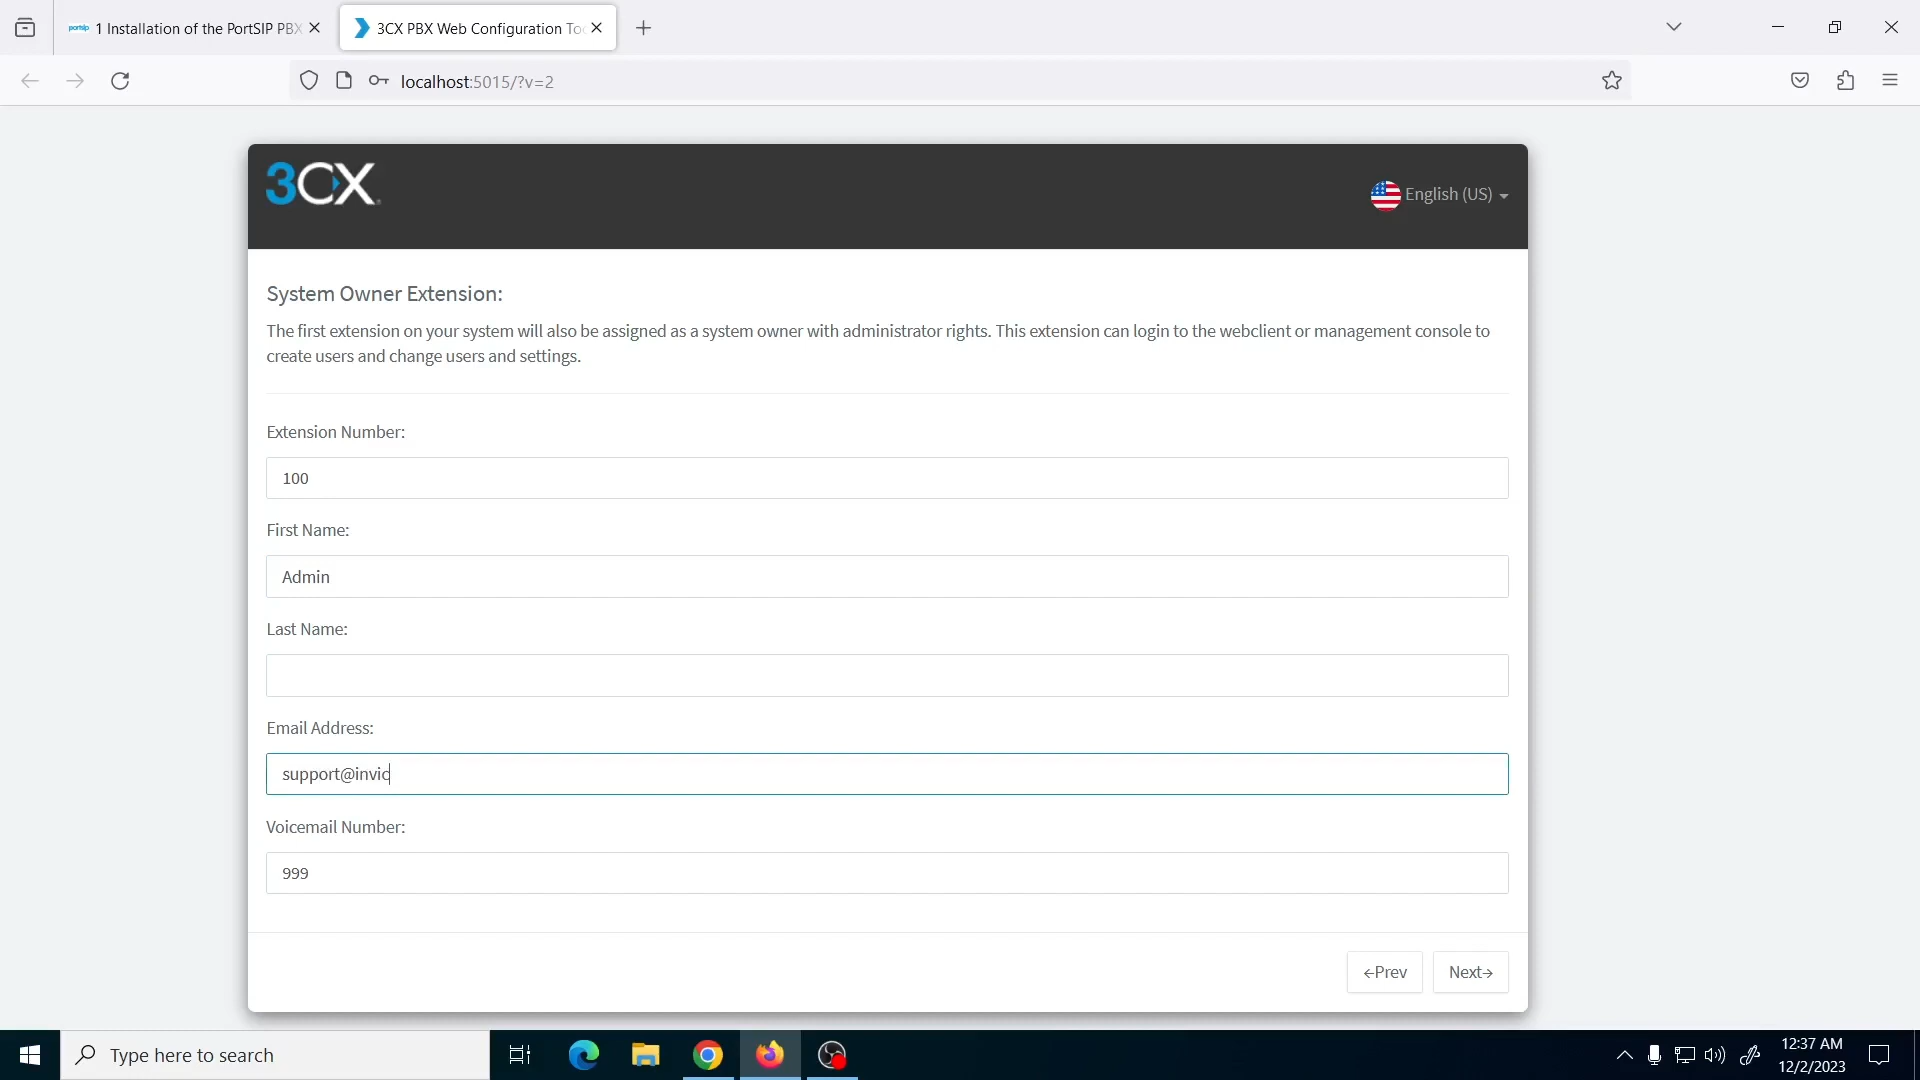 portsip 1 Installation of the PortSIP PBX
3CX PBX Web Configuration Too
localhost:5015/?v=2
3CX
English (US)
System Owner Extension:
The first extension on your system will also be assigned as a system owner with administrator rights. This extension can login to the webclient or management console to
create users and change users and settings.
Extension Number:
100
First Name:
Admin
Last Name:
Email Address:
support@invic
Voicemail Number:
999
←Prev
Next→
Type here to search
12:37 AM
12/2/2023